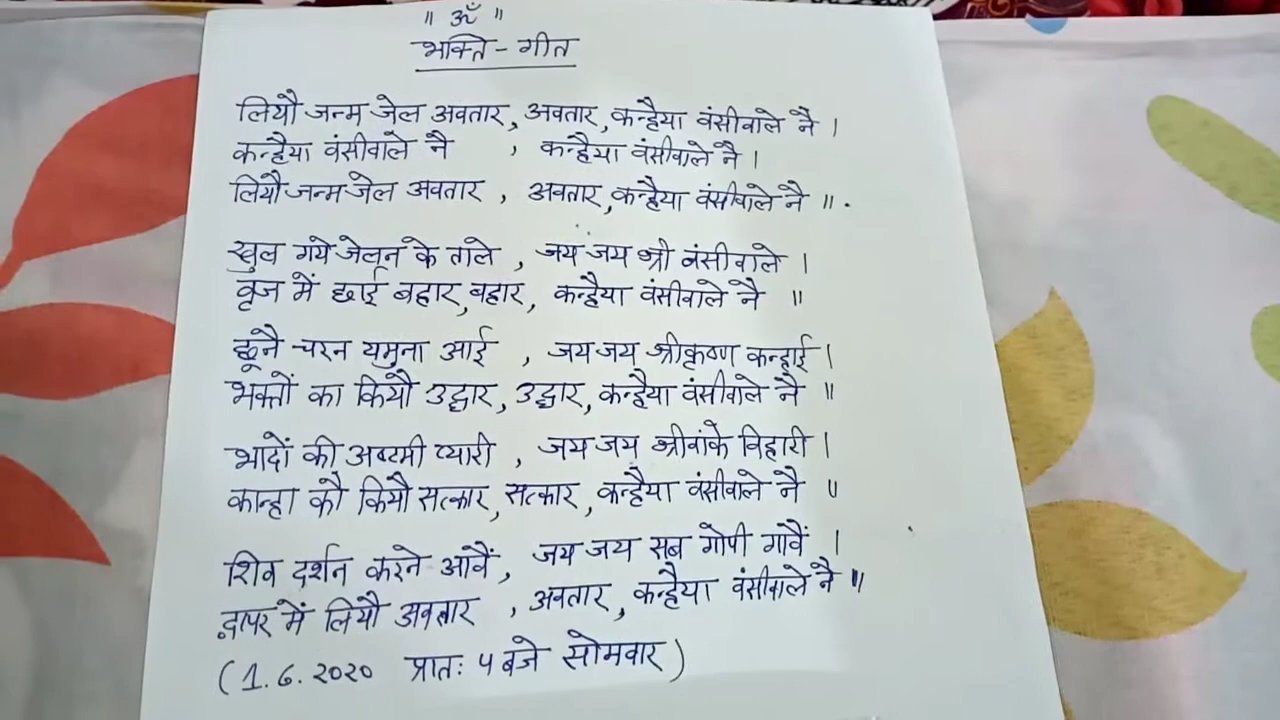 ॥ ॐ ॥
भक्ति - गीत
लियौ जन्म जेल अवतार, अवतार, कन्हैया वंसीवाले नै ।
कन्हैया वंसीवाले नै , कन्हैया वंसीवाले नै ।
लियौ जन्म जेल अवतार , अवतार, कन्हैया वंसीवाले नै ॥.
खुल गये जेलन के ताले , जय जय श्री वंसीवाले ।
वृज में छाई बहार, बहार, कन्हैया वंसीवाले नै ॥
छूनै चरन यमुना आई , जय जय श्रीकृष्ण कन्हाई ।
भक्तों का कियौ उद्धार, उद्धार, कन्हैया वंसीवाले नै ॥
भादों की अष्टमी प्यारी , जय जय श्रीवांके विहारी ।
कान्हा कौ कियौ सत्कार, सत्कार, कन्हैया वंसीवाले नै ॥
शिव दर्शन करने आवैं, जय जय सब गोपी गावैं ।
द्वापर में लियौ अवतार , अवतार, कन्हैया वंसीवाले नै ॥
(1.6.२०२० प्रातः ५ बजे सोमवार)